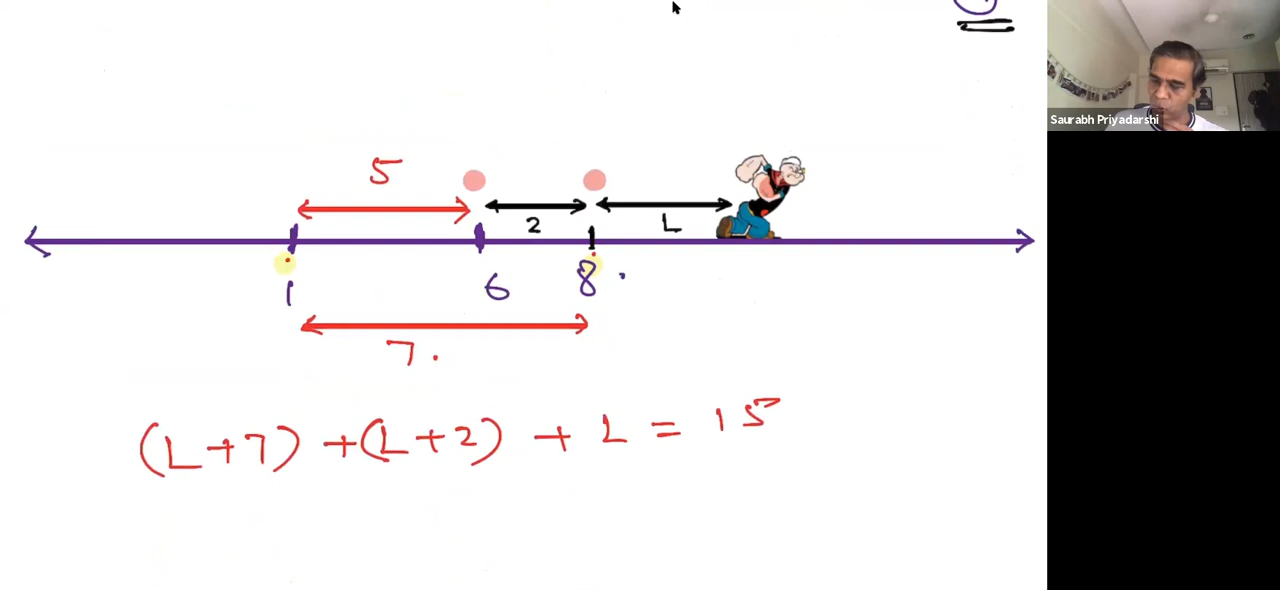 Saurabh Priyadarshi
5
2
L
1
6
8
7
(L+7) + (L+2) + L = 15